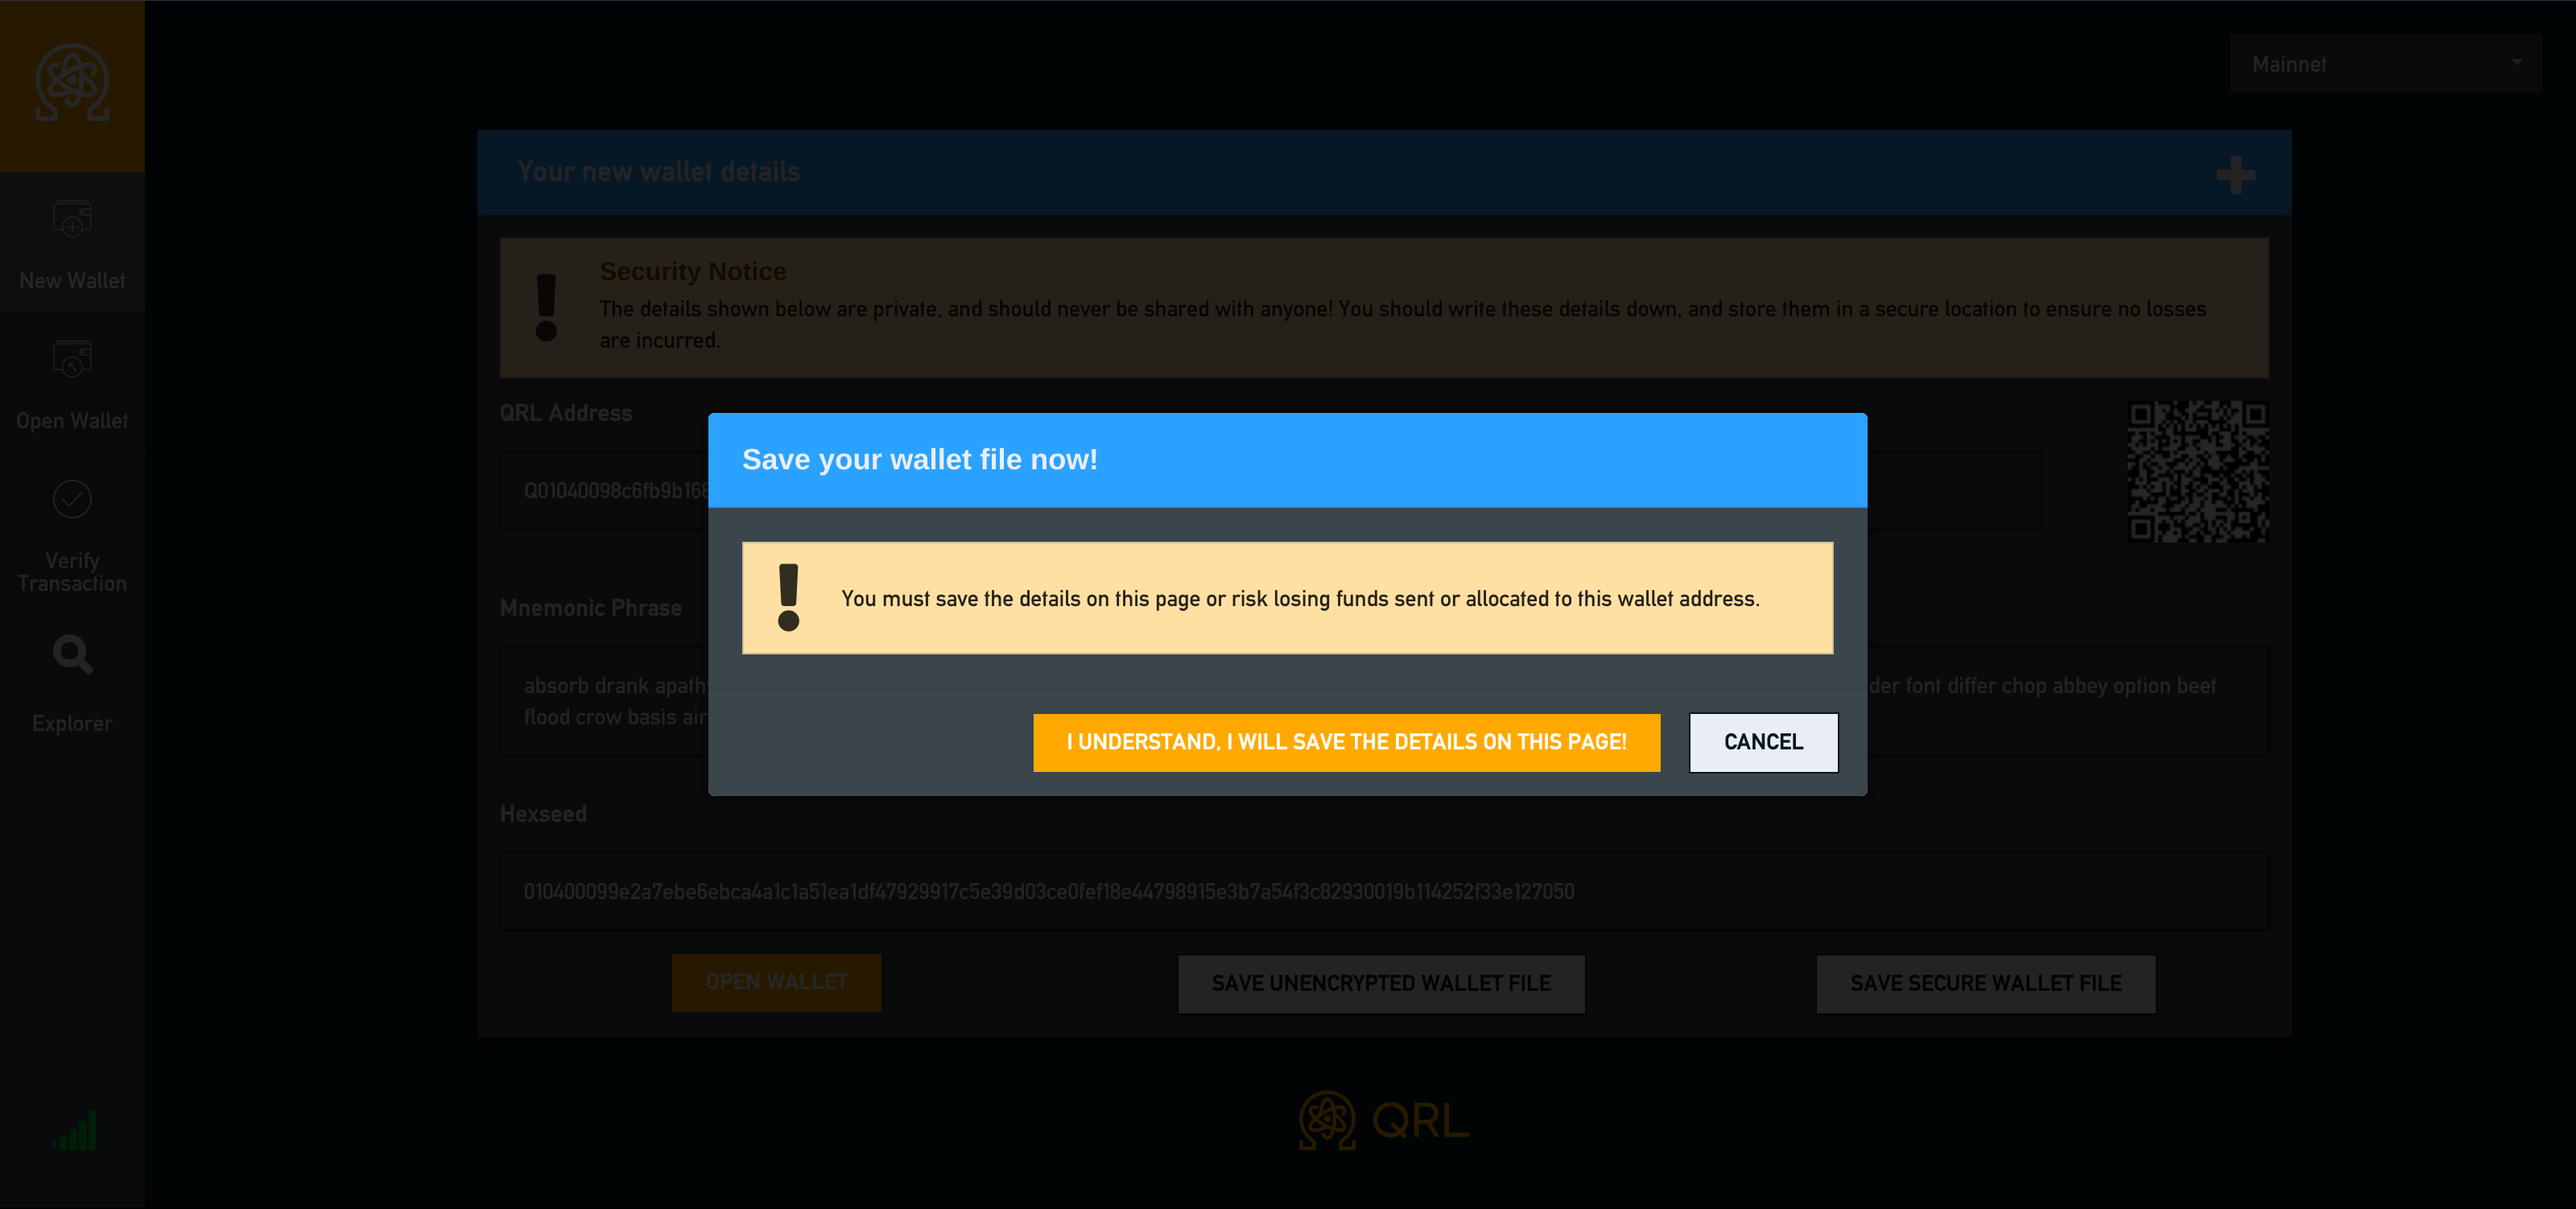 Mainnet
Your new wallet details
Security Notice
The details shown below are private, and should never be shared with anyone! You should write these details down, and store them in a secure location to ensure no losses
are incurred.
New Wallet
Open Wallet
Verify
Transaction
Explorer
QRL Address
Q01040098c6fb9b168
Save your wallet file now!
You must save the details on this page or risk losing funds sent or allocated to this wallet address.
I UNDERSTAND, I WILL SAVE THE DETAILS ON THIS PAGE!
CANCEL
Mnemonic Phrase
absorb drank font differ chop abbey option beet
flood crow basis
Hexseed
010400099e2a7ebe6ebca4a1c1a51ea1df47929917c5e39d03ce0fef18e44798915e3b7a54f3c82930019b114252f33e127050
OPEN WALLET
SAVE UNENCRYPTED WALLET FILE
SAVE SECURE WALLET FILE
QRL